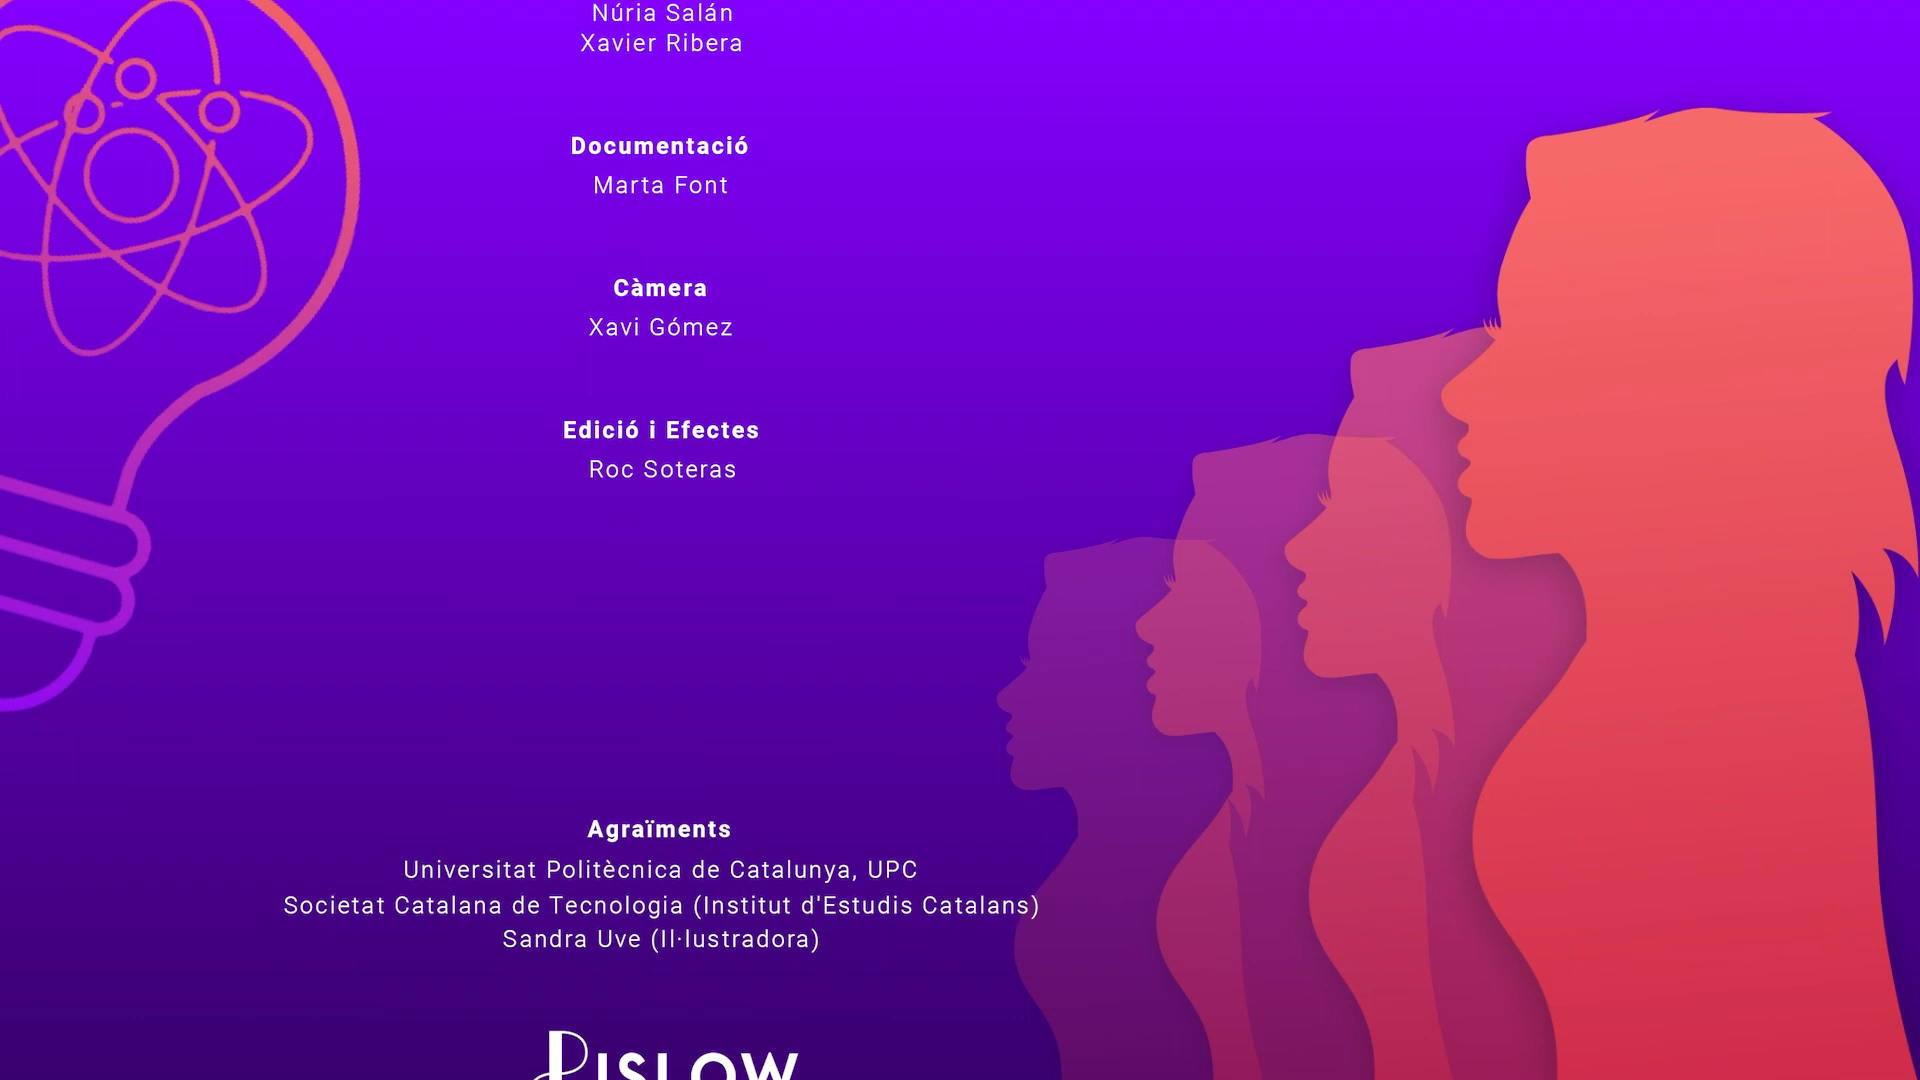 Núria Salán
Xavier Ribera
Documentació
Marta Font
Càmera
Xavi Gómez
Edició i Efectes
Roc Soteras
Agraïments
Universitat Politècnica de Catalunya, UPC
Societat Catalana de Tecnologia (Institut d'Estudis Catalans)
Sandra Uve (Il·lustradora)
PISLOW